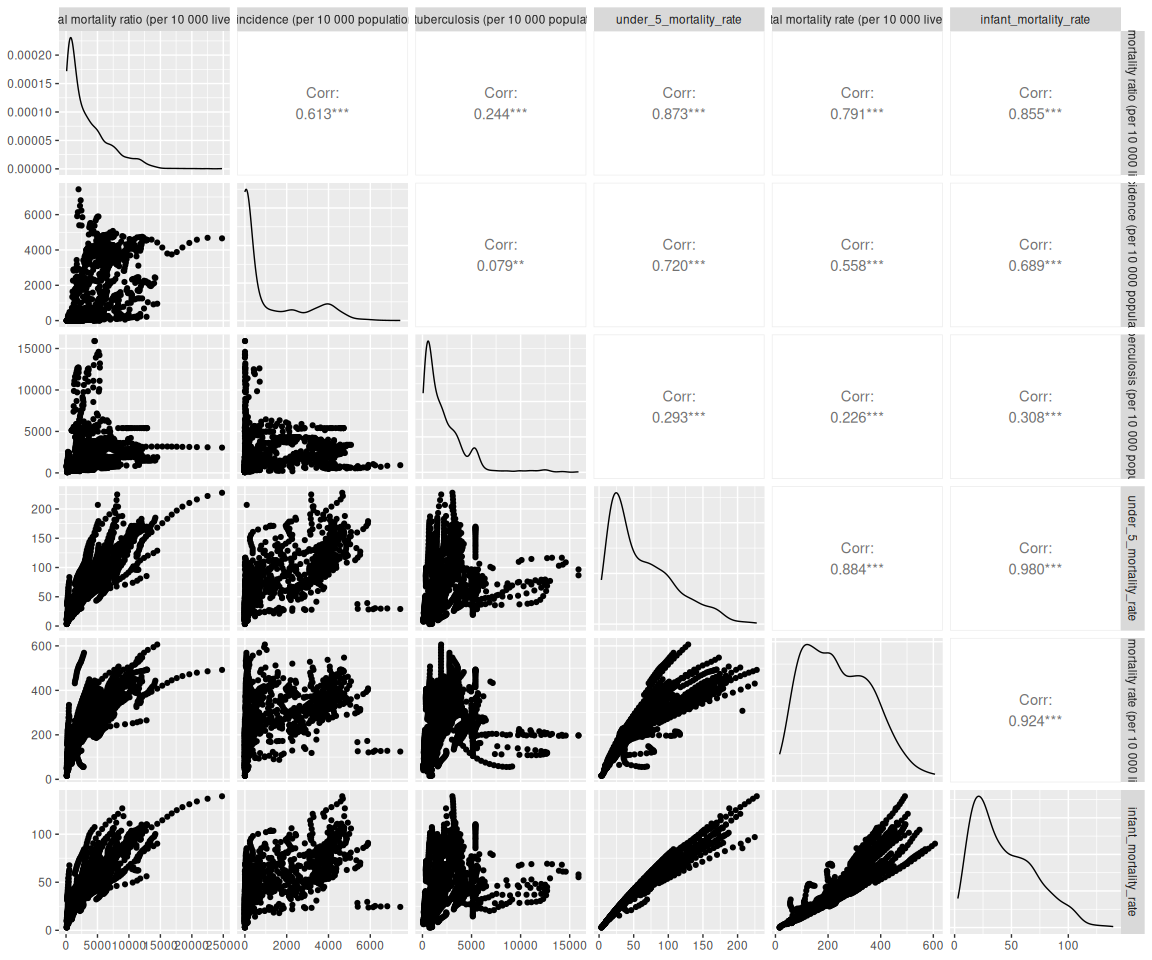 al mortality ratio (per 10 000 live
incidence (per 10 000 population
tuberculosis (per 10 000 populat
under_5_mortality_rate
tal mortality rate (per 10 000 live
infant_mortality_rate
0.00020
0.00015
0.00010
0.00005
0.00000
Corr:
0.613***
Corr:
0.244***
Corr:
0.873***
Corr:
0.791***
Corr:
0.855***
mortality ratio (per 10 000 li
6000
4000
2000
0
Corr:
0.079**
Corr:
0.720***
Corr:
0.558***
Corr:
0.689***
cidence (per 10 000 popula
15000
10000
5000
0
Corr:
0.293***
Corr:
0.226***
Corr:
0.308***
berculosis (per 10 000 popu
200
150
100
50
0
Corr:
0.884***
Corr:
0.980***
under_5_mortality_rate
600
400
200
0
Corr:
0.924***
mortality rate (per 10 000 li
100
50
0
infant_mortality_rate
0 5000 10000 15000 20000 25000
0 2000 4000 6000
0 5000 10000 15000
0 100 200
0 200 400 600
0 50 100